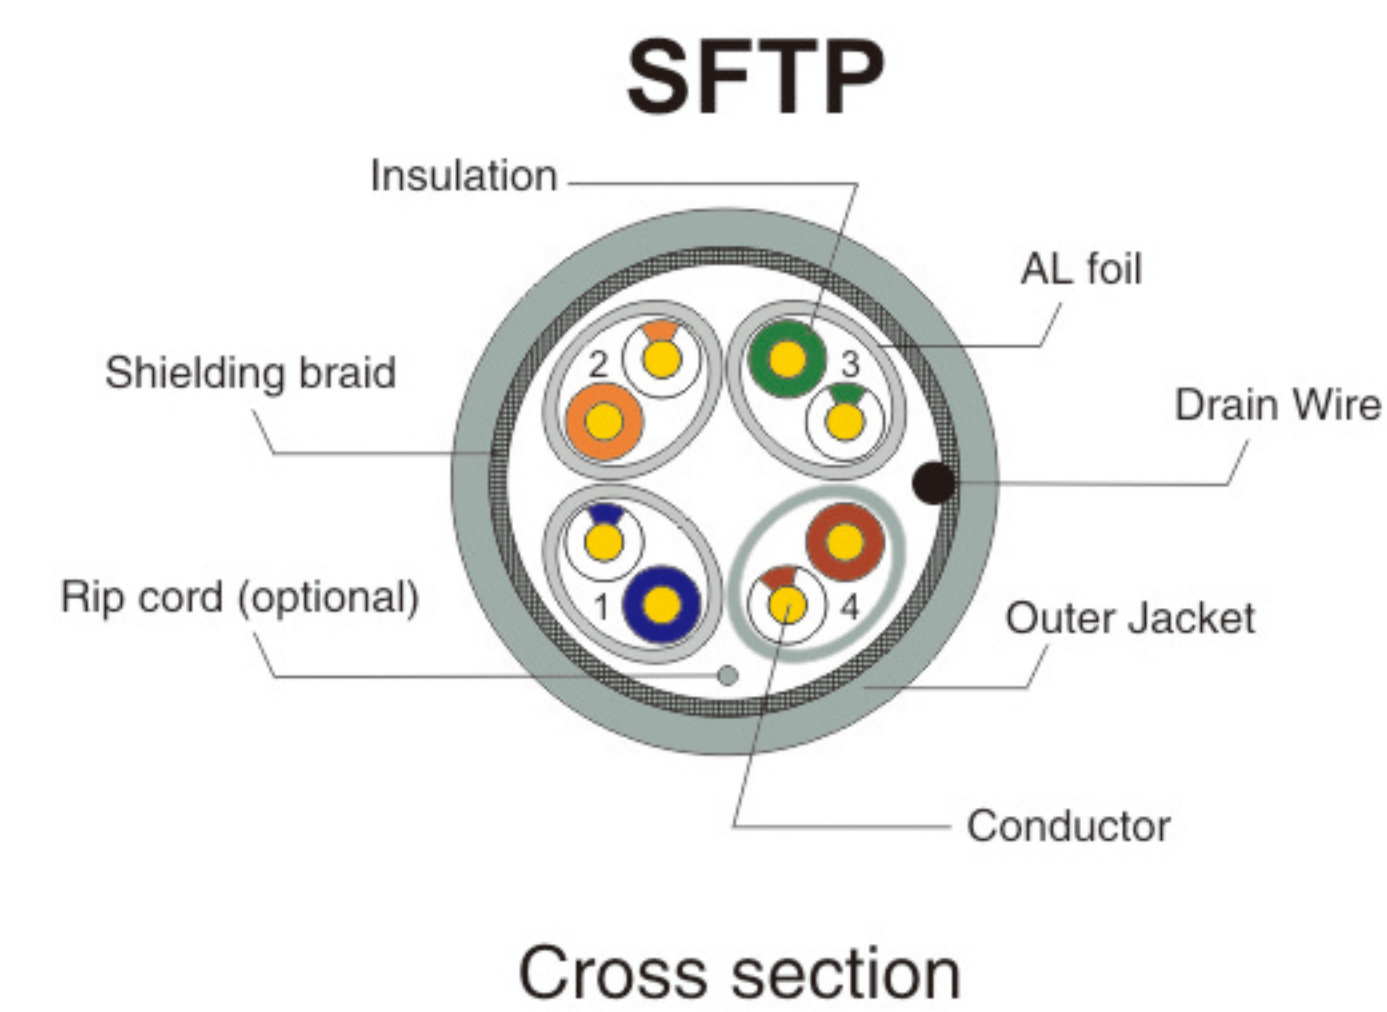 SFTP
Insulation
AL foil
Shielding braid
Drain Wire
2
3
Rip cord (optional)
1
4
Outer Jacket
Conductor
Cross section